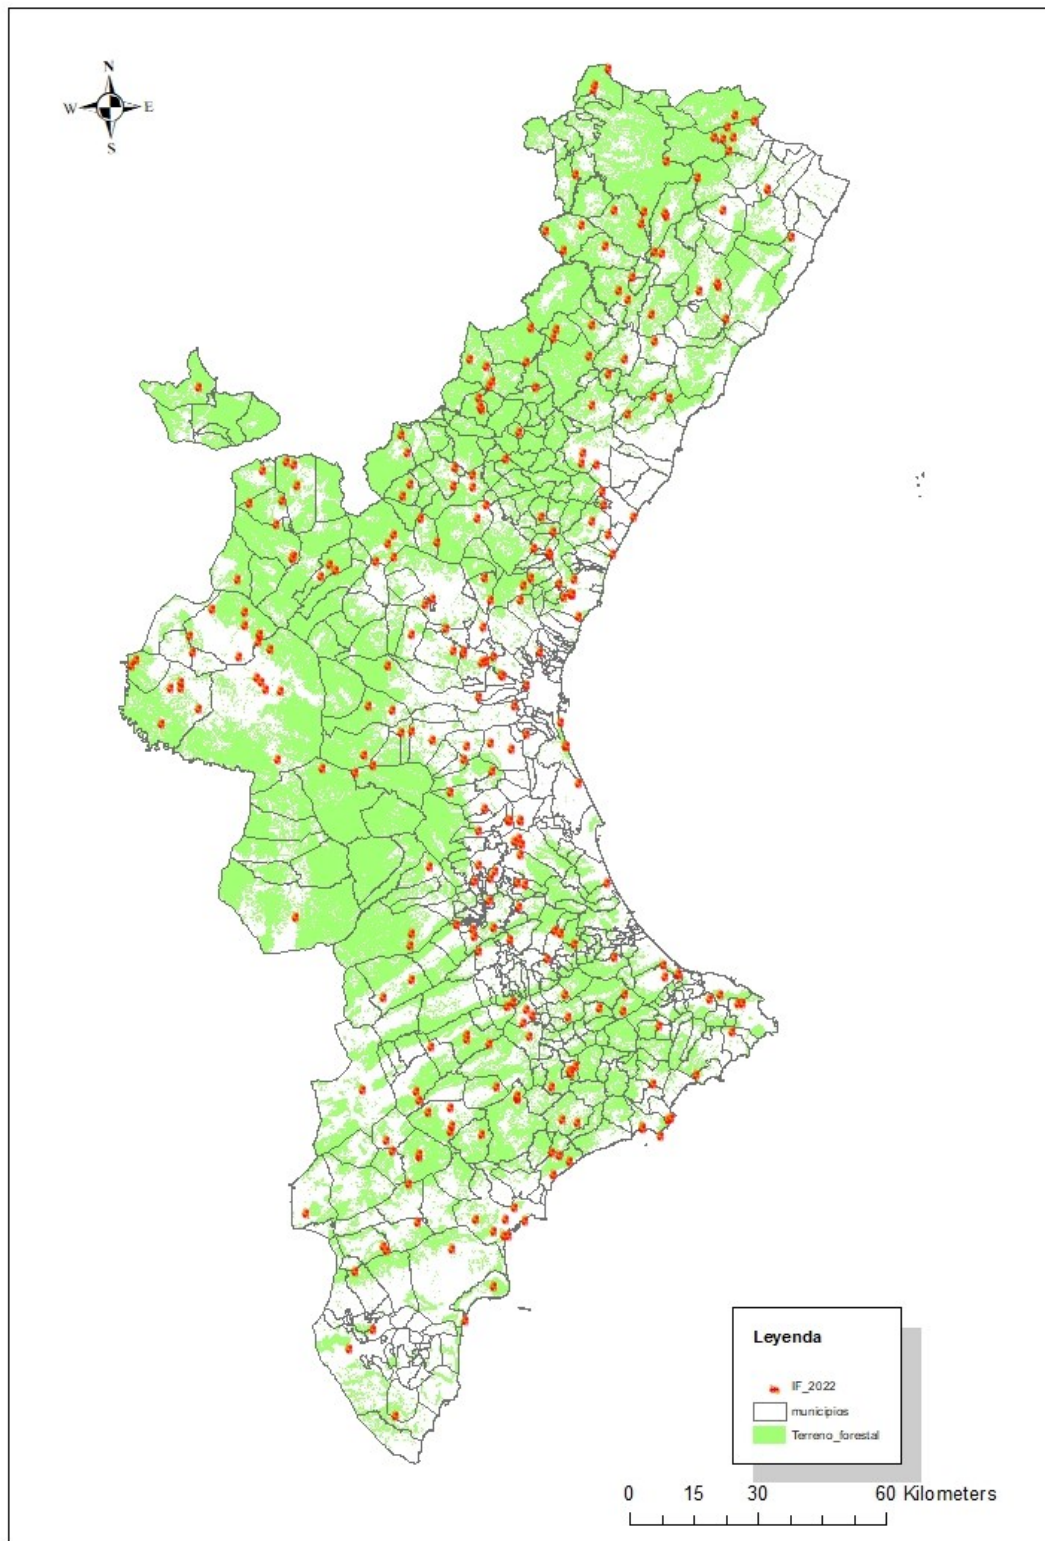 N
W E
S
Leyenda
IF_2022
municipios
Terreno_forestal
0 15 30 60 Kilometers